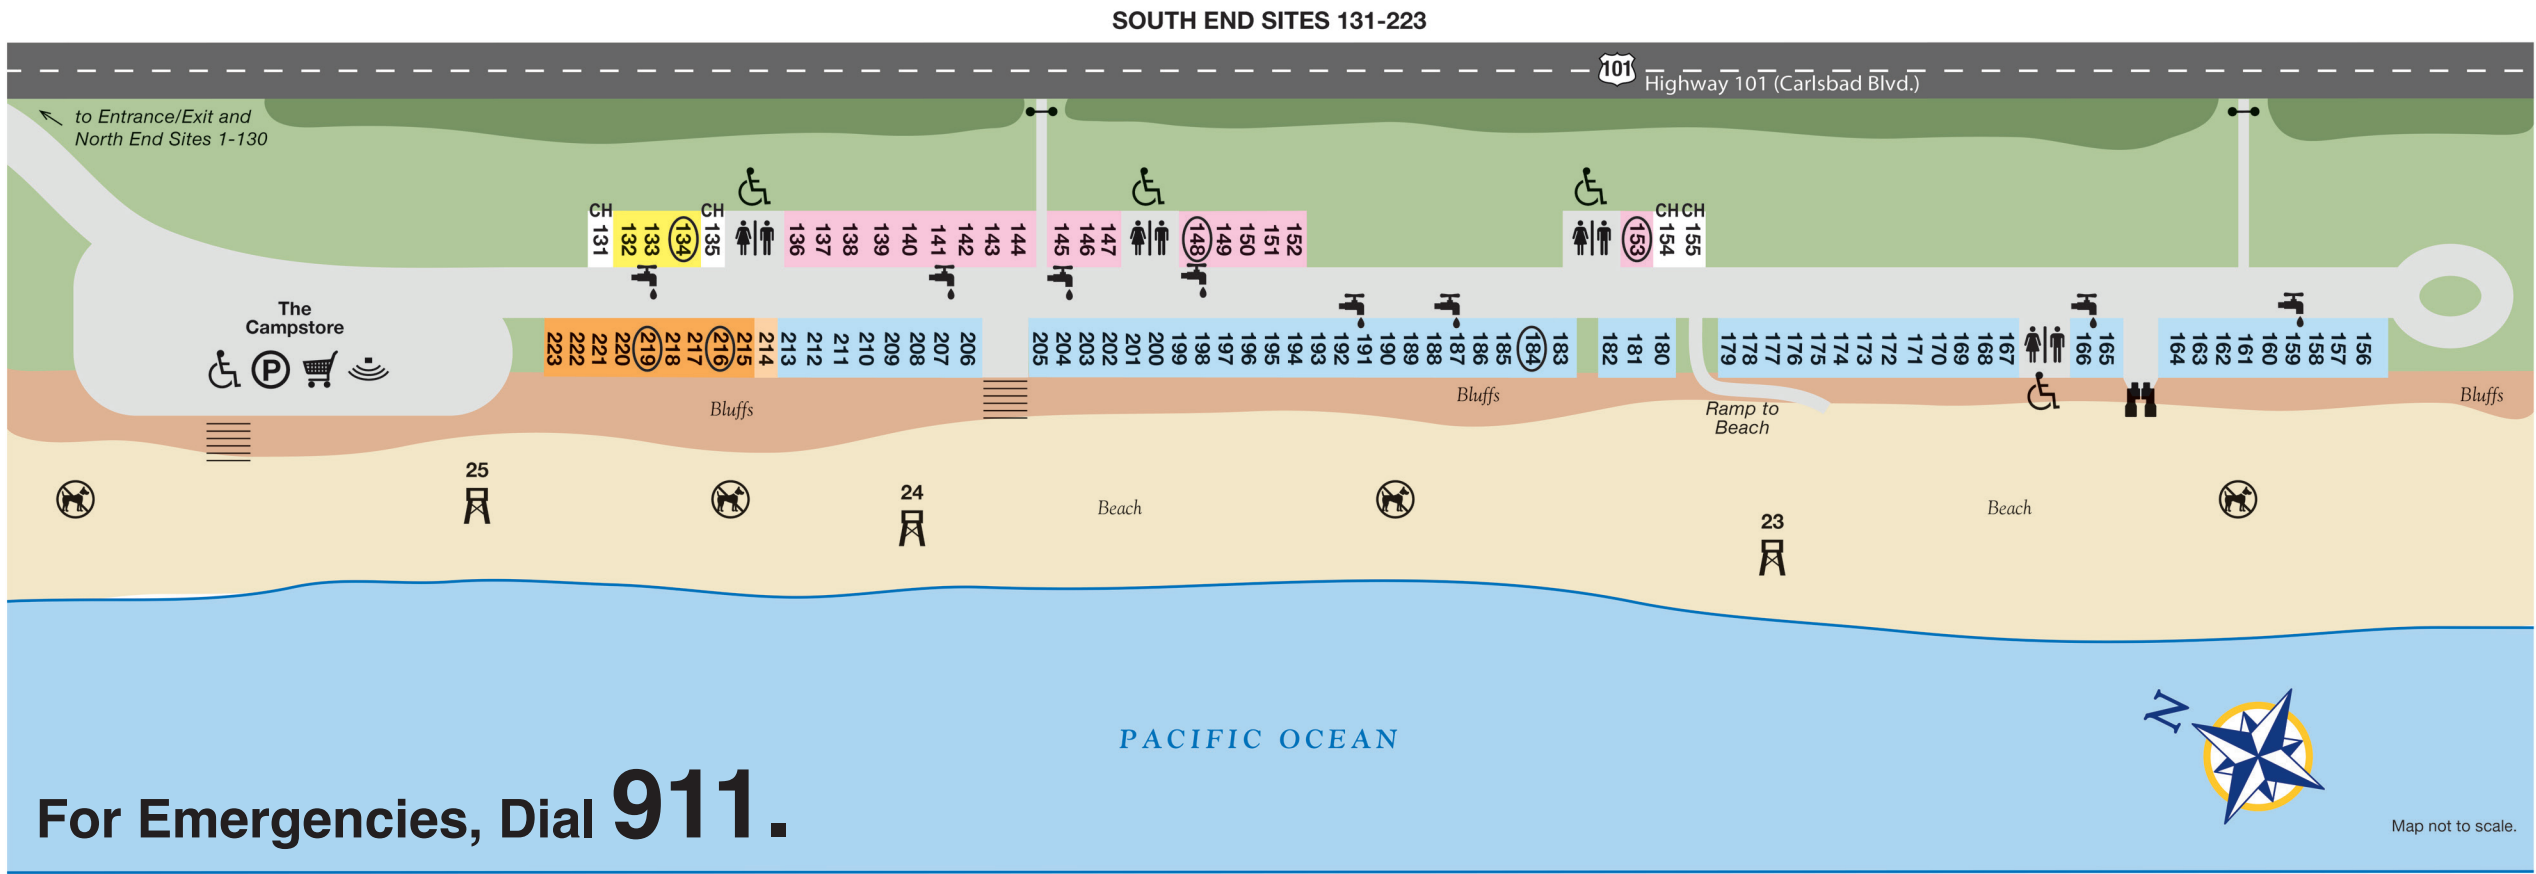 SOUTH END SITES 131-223
101
Highway 101 (Carlsbad Blvd.)
to Entrance/Exit and
North End Sites 1-130
CH
CH
CH CH
131 132 133 134 135 136 137 138 139 140 141 142 143 144 145 146 147 148 149 150 151 152 153 154 155
The
Campstore
P
223 222 221 220 219 218 217 216 215 214 213 212 211 210 209 208 207 206 205 204 203 202 201 200 199 198 197 196 195 194 193 192 191 190 189 188 187 186 185 184 183 182 181 180 179 178 177 176 175 174 173 172 171 170 169 168 167 166 165 164 163 162 161 160 159 158 157 156
Bluffs
Bluffs
Bluffs
Ramp to
Beach
25
24
23
Beach
Beach
N
PACIFIC OCEAN
For Emergencies, Dial 911.
Map not to scale.